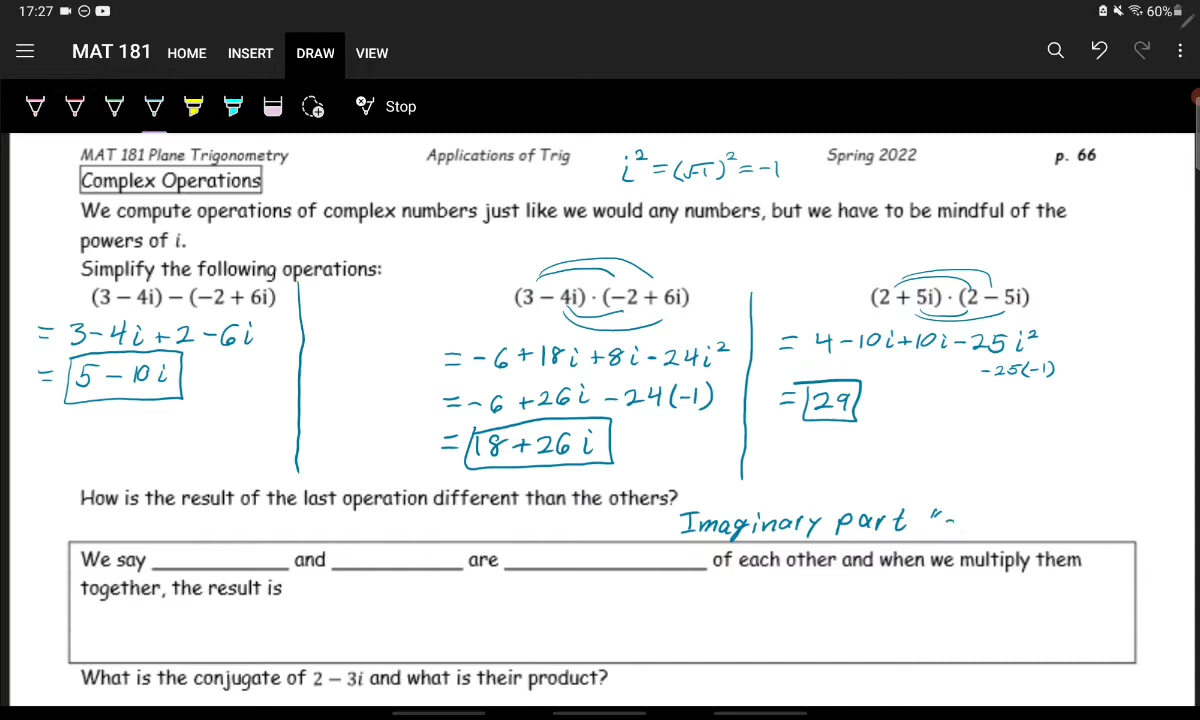 17:27 60%
MAT 181 HOME INSERT DRAW VIEW
Stop
MAT 181 Plane Trigonometry Applications of Trig i² = (√-1)² = -1 Spring 2022 p. 66
Complex Operations
We compute operations of complex numbers just like we would any numbers, but we have to be mindful of the
powers of i.
Simplify the following operations:
(3 – 4i) – (–2 + 6i)
= 3-4i+2-6i
= 5-10i
(3 – 4i) · (–2 + 6i)
= -6+18i+8i-24i²
= -6+26i-24(-1)
= 18+26i
(2 + 5i) · (2 – 5i)
= 4-10i+10i-25i²
-25(-1)
= 29
How is the result of the last operation different than the others?
Imaginary part "-
We say ____________ and ____________ are __________________ of each other and when we multiply them
together, the result is
What is the conjugate of 2 – 3i and what is their product?